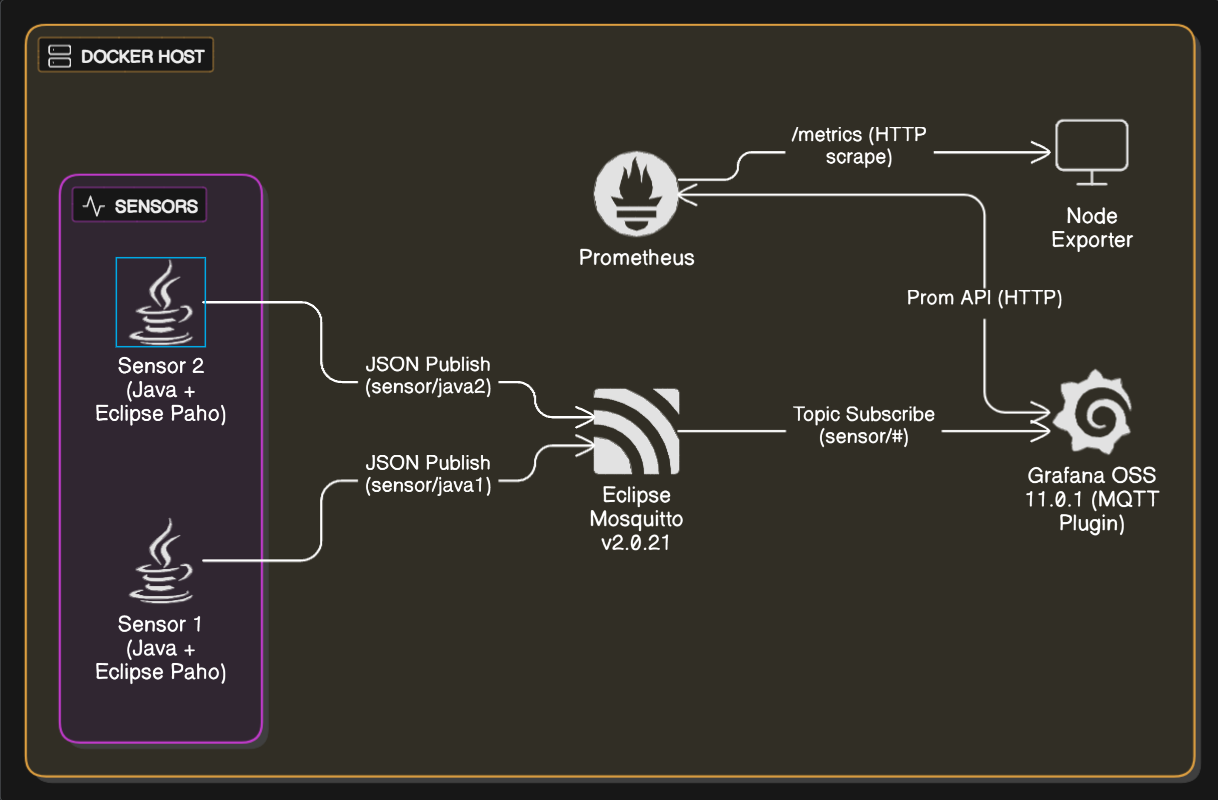 DOCKER HOST
SENSORS
Sensor 2
(Java +
Eclipse Paho)
Sensor 1
(Java +
Eclipse Paho)
JSON Publish
(sensor/java2)
JSON Publish
(sensor/java1)
Prometheus
Eclipse
Mosquitto
v2.0.21
/metrics (HTTP
scrape)
Node
Exporter
Prom API (HTTP)
Topic Subscribe
(sensor/#)
Grafana OSS
11.0.1 (MQTT
Plugin)